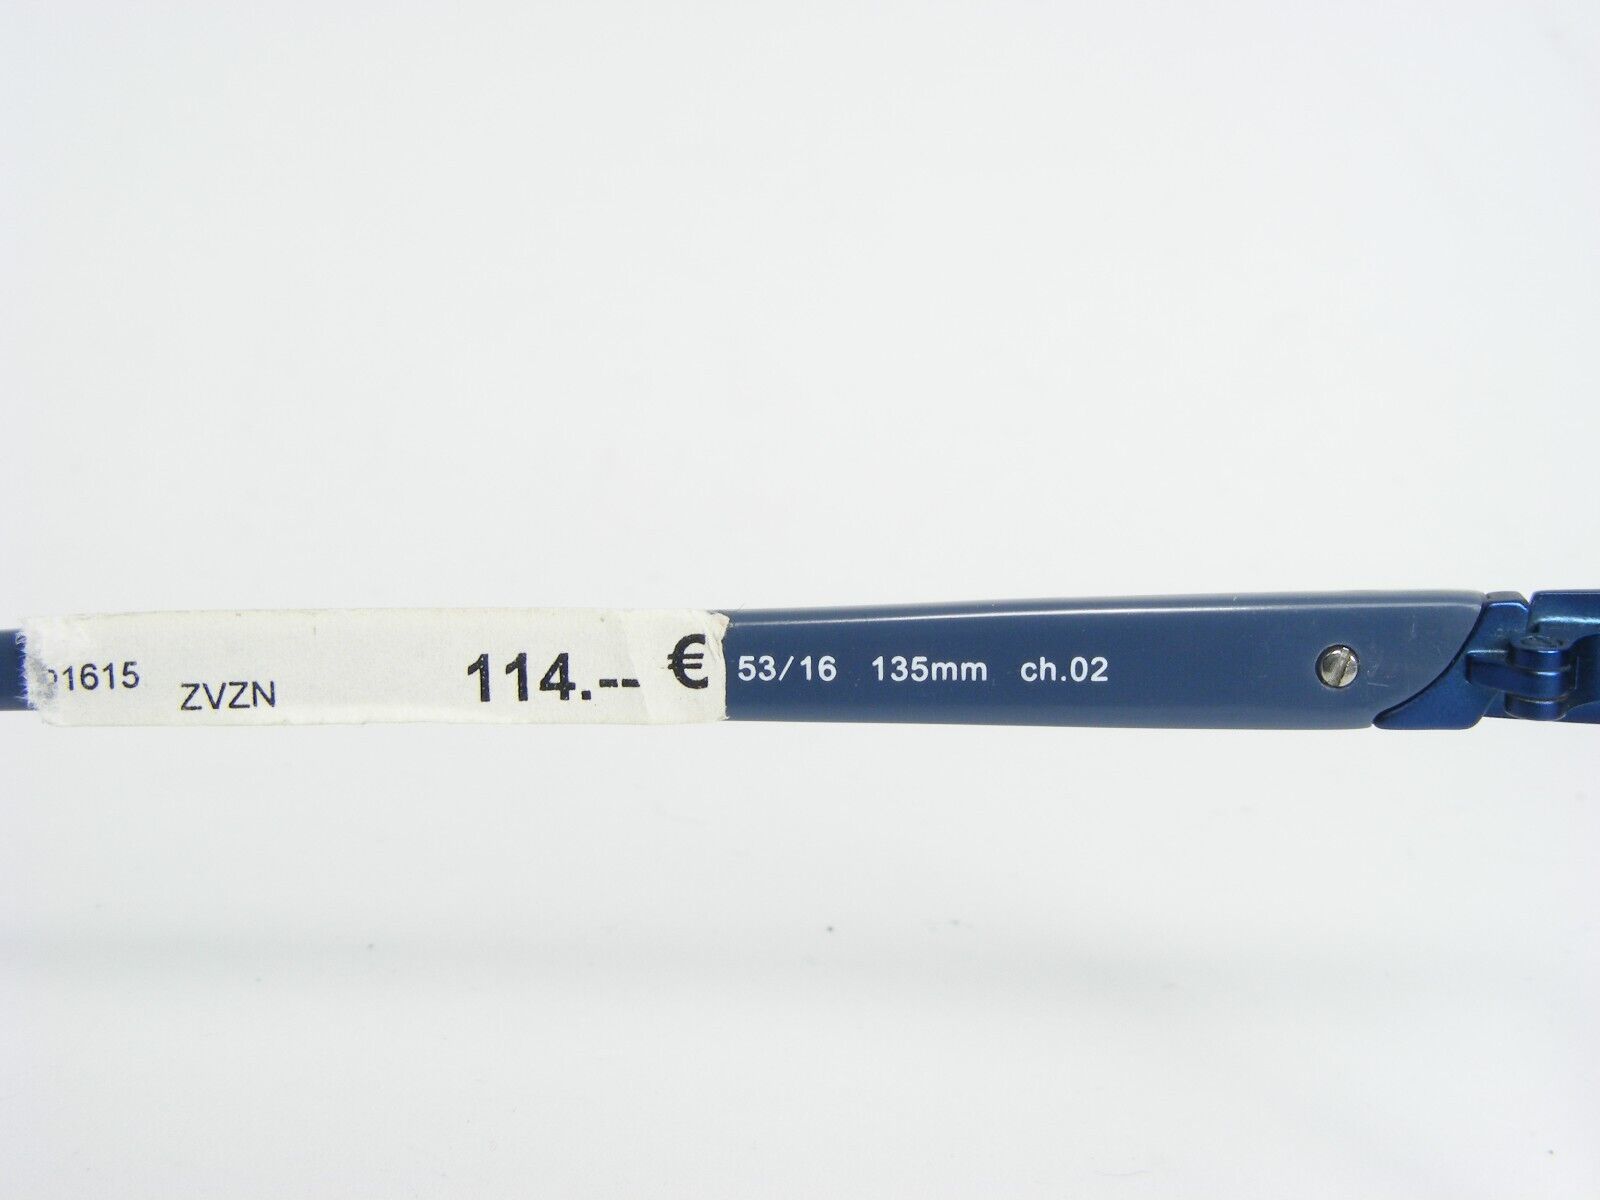 1615 ZVZN 114.-- € 53/16 135mm ch.02